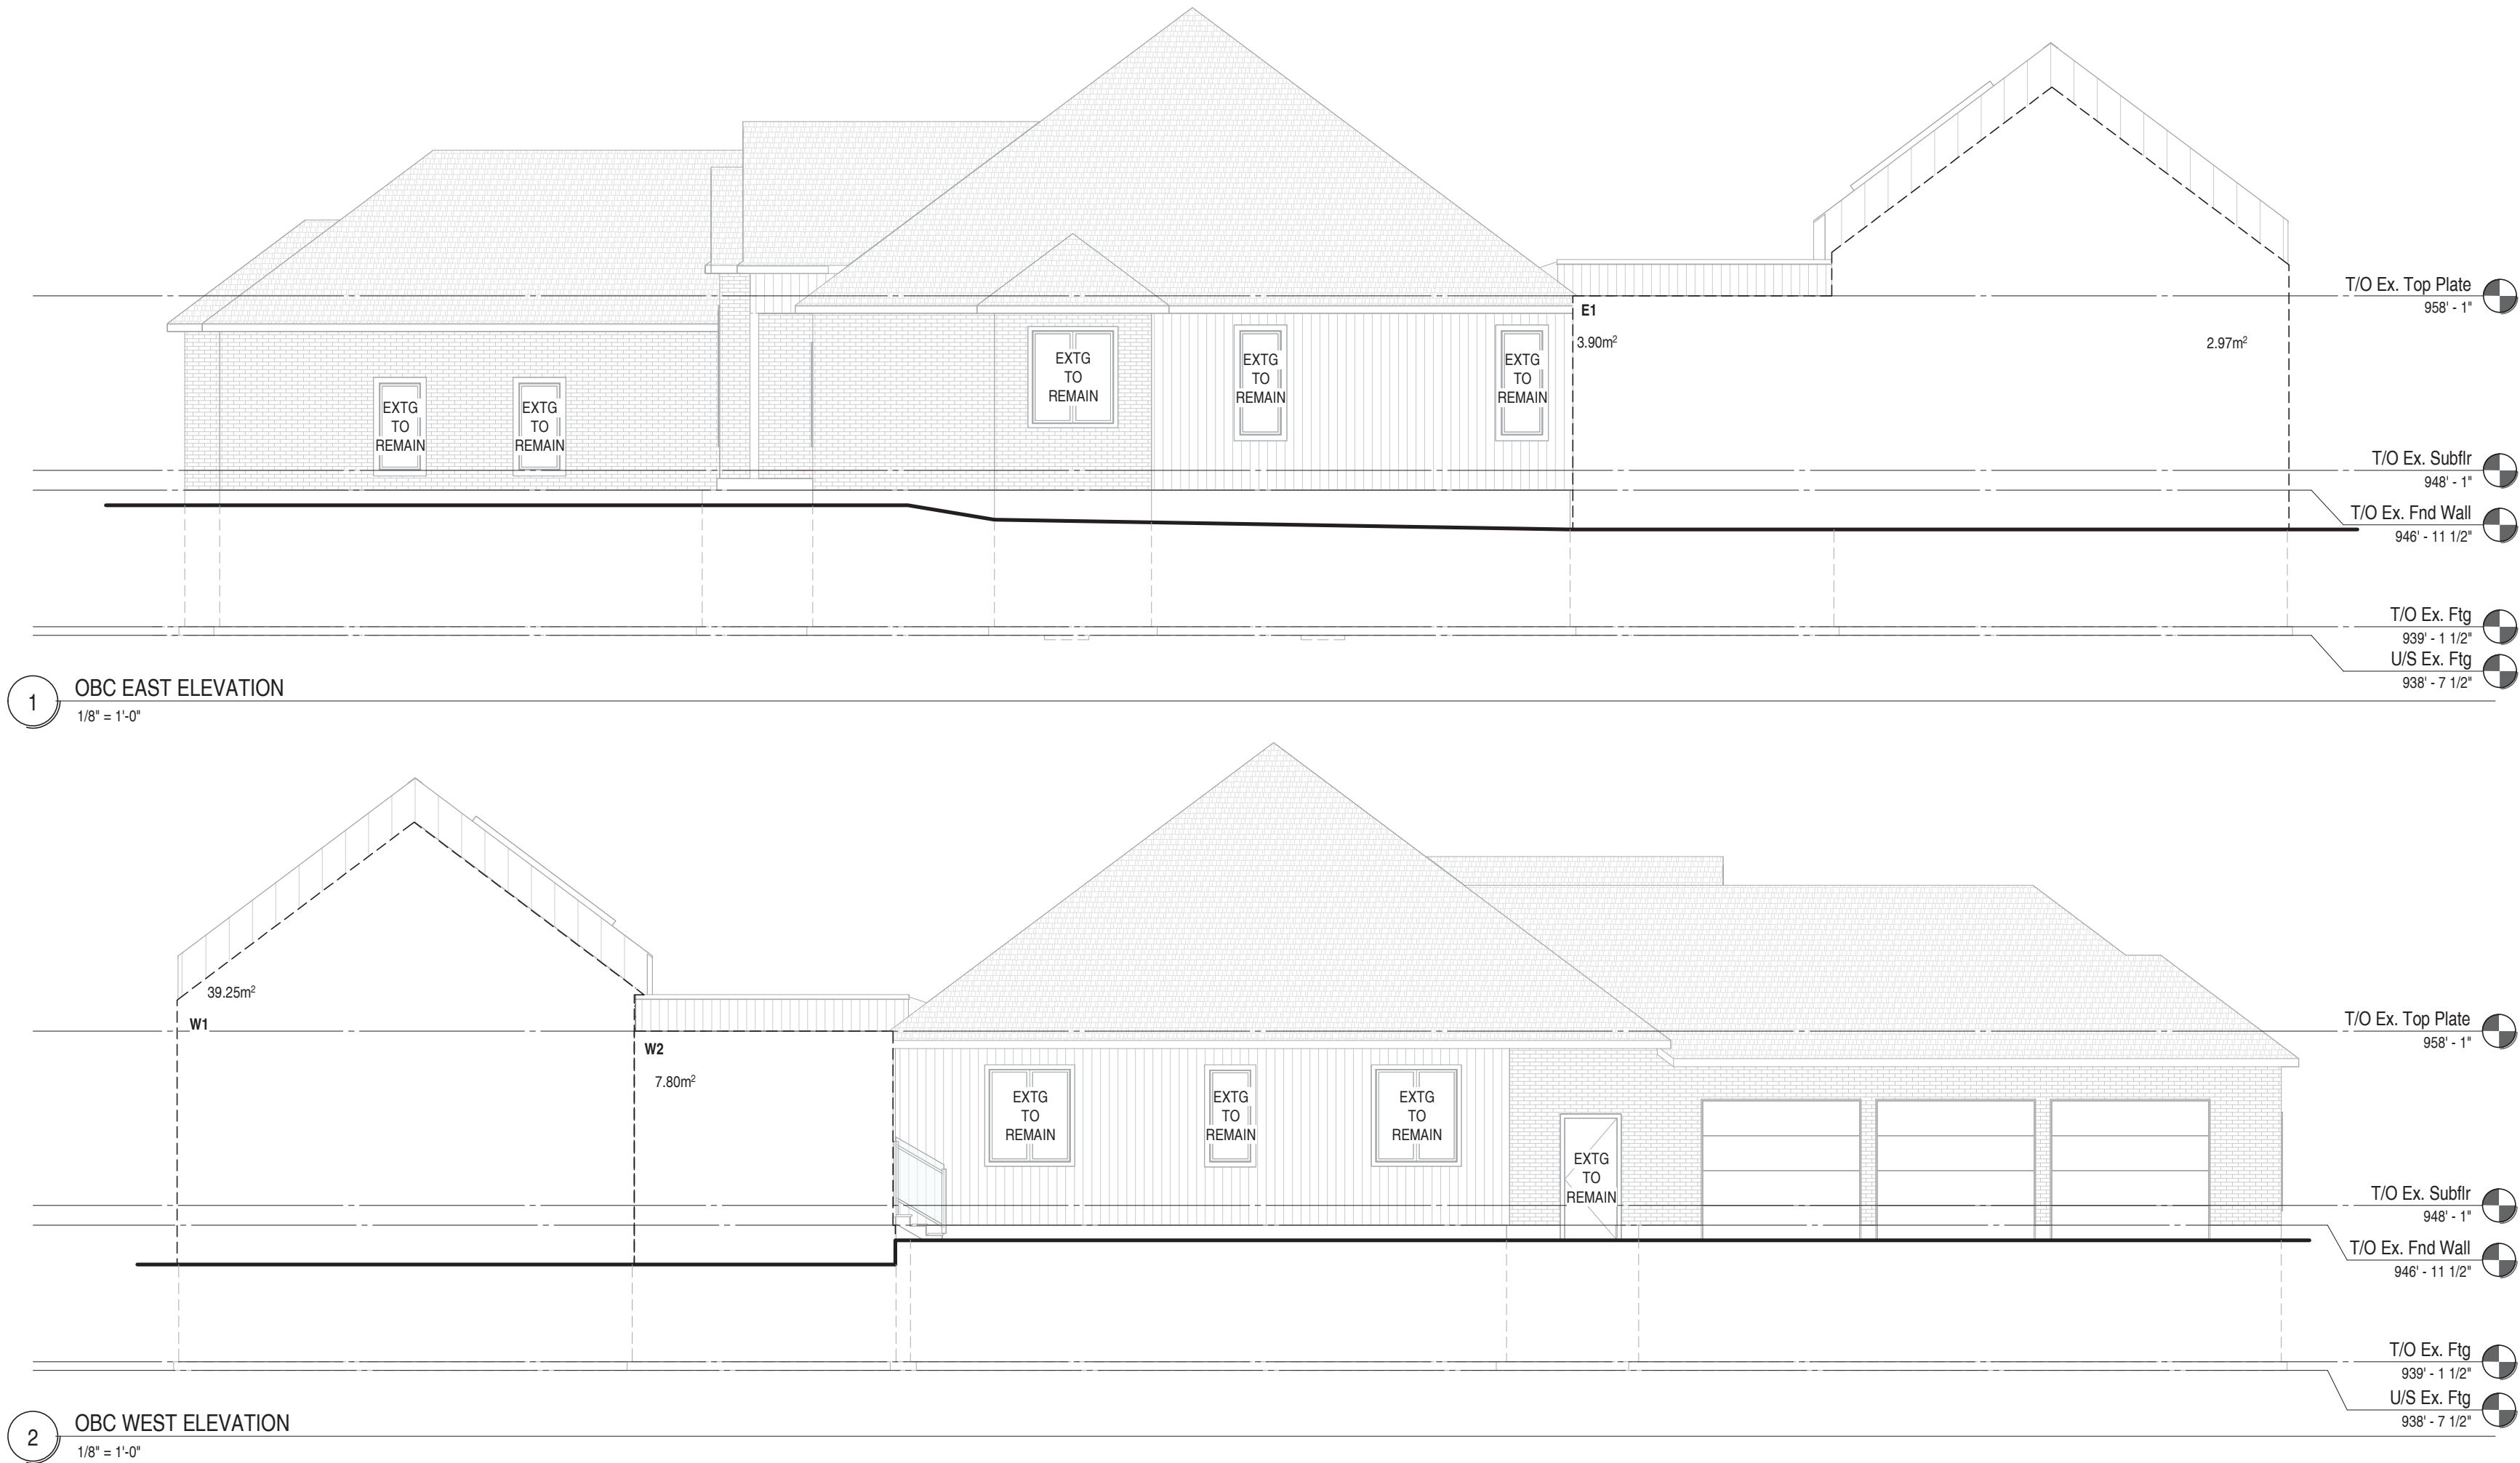 T/O Ex. Top Plate
958' - 1"
E1
3.90m²
2.97m²
EXTG
TO
REMAIN
EXTG
TO
REMAIN
EXTG
TO
REMAIN
EXTG
TO
REMAIN
EXTG
TO
REMAIN
T/O Ex. Subflr
948' - 1"
T/O Ex. Fnd Wall
946' - 11 1/2"
T/O Ex. Ftg
939' - 1 1/2"
U/S Ex. Ftg
938' - 7 1/2"
1
OBC EAST ELEVATION
1/8" = 1'-0"
39.25m²
W1
T/O Ex. Top Plate
958' - 1"
W2
7.80m²
EXTG
TO
REMAIN
EXTG
TO
REMAIN
EXTG
TO
REMAIN
EXTG
TO
REMAIN
T/O Ex. Subflr
948' - 1"
T/O Ex. Fnd Wall
946' - 11 1/2"
T/O Ex. Ftg
939' - 1 1/2"
U/S Ex. Ftg
938' - 7 1/2"
2
OBC WEST ELEVATION
1/8" = 1'-0"